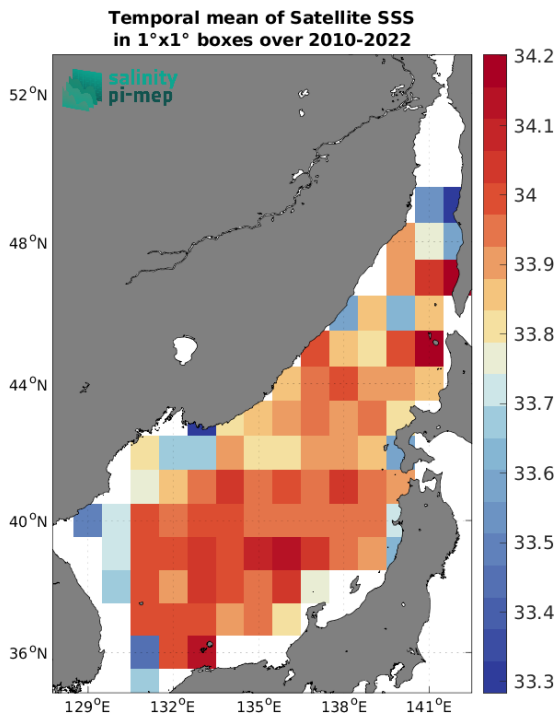 Temporal mean of Satellite SSS
in 1°x1° boxes over 2010-2022
salinity
pi-mep
52°N
48°N
44°N
40°N
36°N
129°E
132°E
135°E
138°E
141°E
34.2
34.1
34
33.9
33.8
33.7
33.6
33.5
33.4
33.3